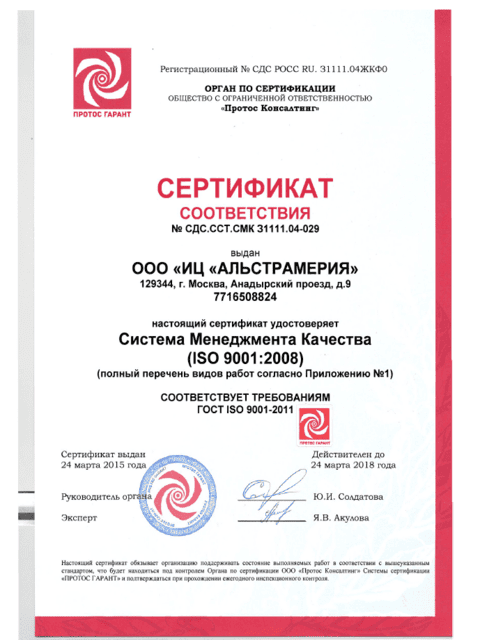 Регистрационный № СДС РОСС RU. З1111.04ЖКФ0
ОРГАН ПО СЕРТИФИКАЦИИ
ОБЩЕСТВО С ОГРАНИЧЕННОЙ ОТВЕТСТВЕННОСТЬЮ
«Протос Консалтинг»
ПРОТОС ГАРАНТ
СЕРТИФИКАТ
СООТВЕТСТВИЯ
№ СДС.ССТ.СМК З1111.04-029
выдан
ООО «ИЦ «АЛЬСТРАМЕРИЯ»
129344, г. Москва, Анадырский проезд, д.9
7716508824
настоящий сертификат удостоверяет
Система Менеджмента Качества
(ISO 9001:2008)
(полный перечень видов работ согласно Приложению №1)
СООТВЕТСТВУЕТ ТРЕБОВАНИЯМ
ГОСТ ISO 9001-2011
ПРОТОС ГАРАНТ
Сертификат выдан
24 марта 2015 года
Действителен до
24 марта 2018 года
Руководитель органа
Ю.И. Солдатова
Эксперт
Я.В. Акулова
Настоящий сертификат обязывает организацию поддерживать состояние выполняемых работ в соответствии с вышеуказанным
стандартом, что будет находиться под контролем Органа по сертификации ООО «Протос Консалтинг» Системы сертификации
«ПРОТОС ГАРАНТ» и подтверждаться при прохождении ежегодного инспекционного контроля.